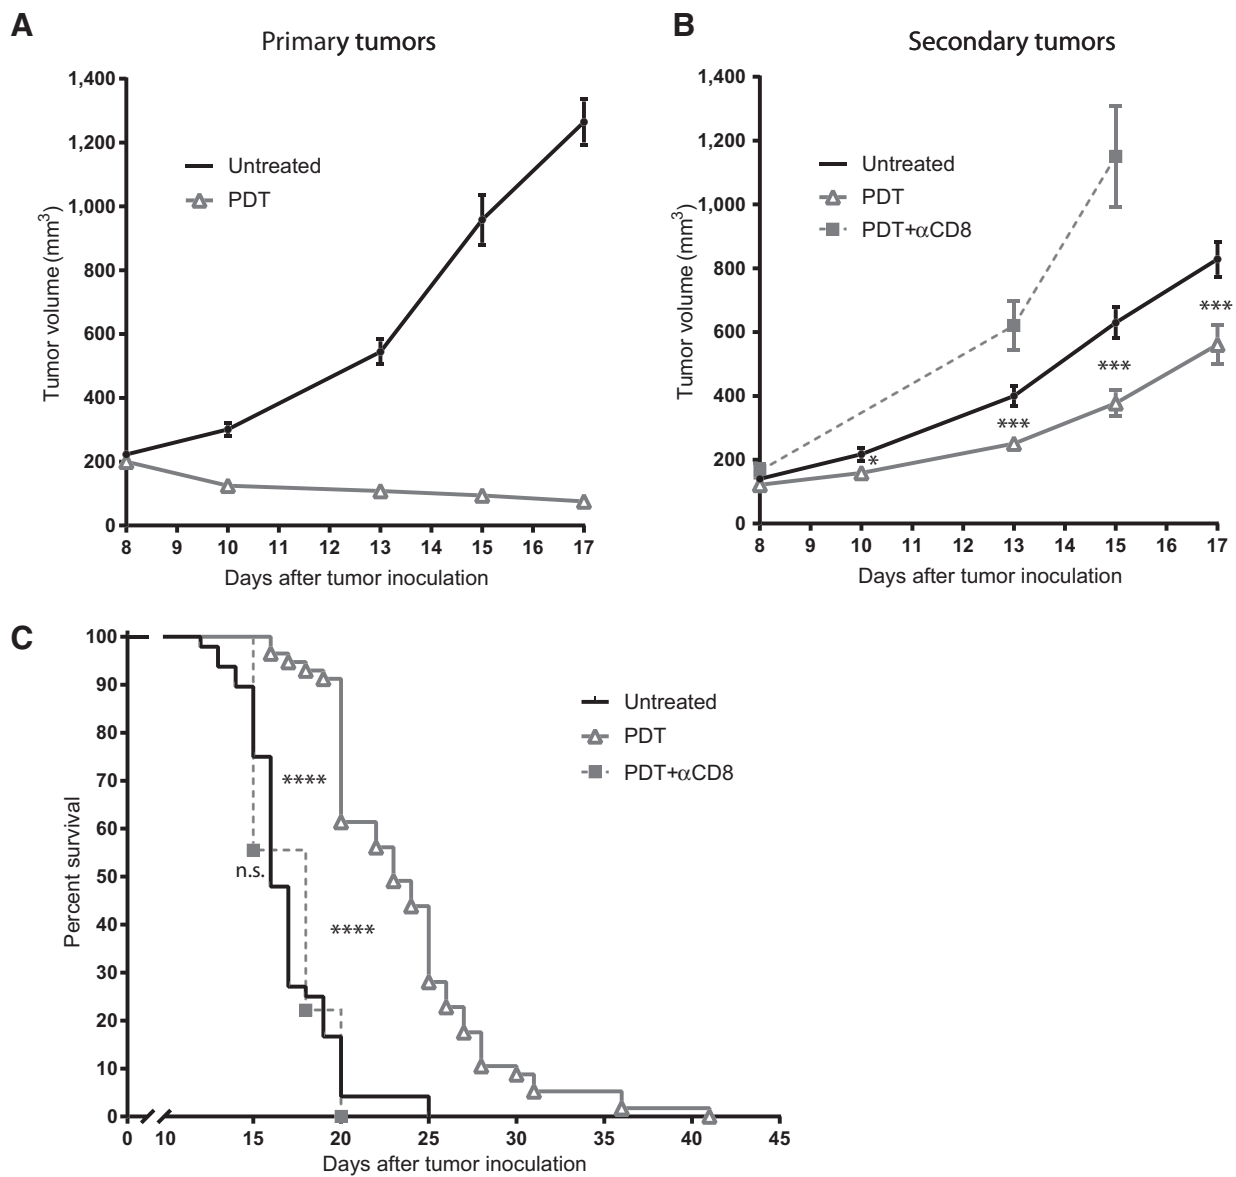 A
Primary tumors
1,400
1,200
1,000
800
600
400
200
0
Tumor volume (mm³)
Untreated
PDT
8 9 10 11 12 13 14 15 16 17
Days after tumor inoculation
B
Secondary tumors
1,400
1,200
1,000
800
600
400
200
0
Tumor volume (mm³)
Untreated
PDT
PDT+αCD8
*
***
***
***
8 9 10 11 12 13 14 15 16 17
Days after tumor inoculation
C
100
90
80
70
60
50
40
30
20
10
0
Percent survival
Untreated
PDT
PDT+αCD8
****
n.s.
****
0 10 15 20 25 30 35 40 45
Days after tumor inoculation